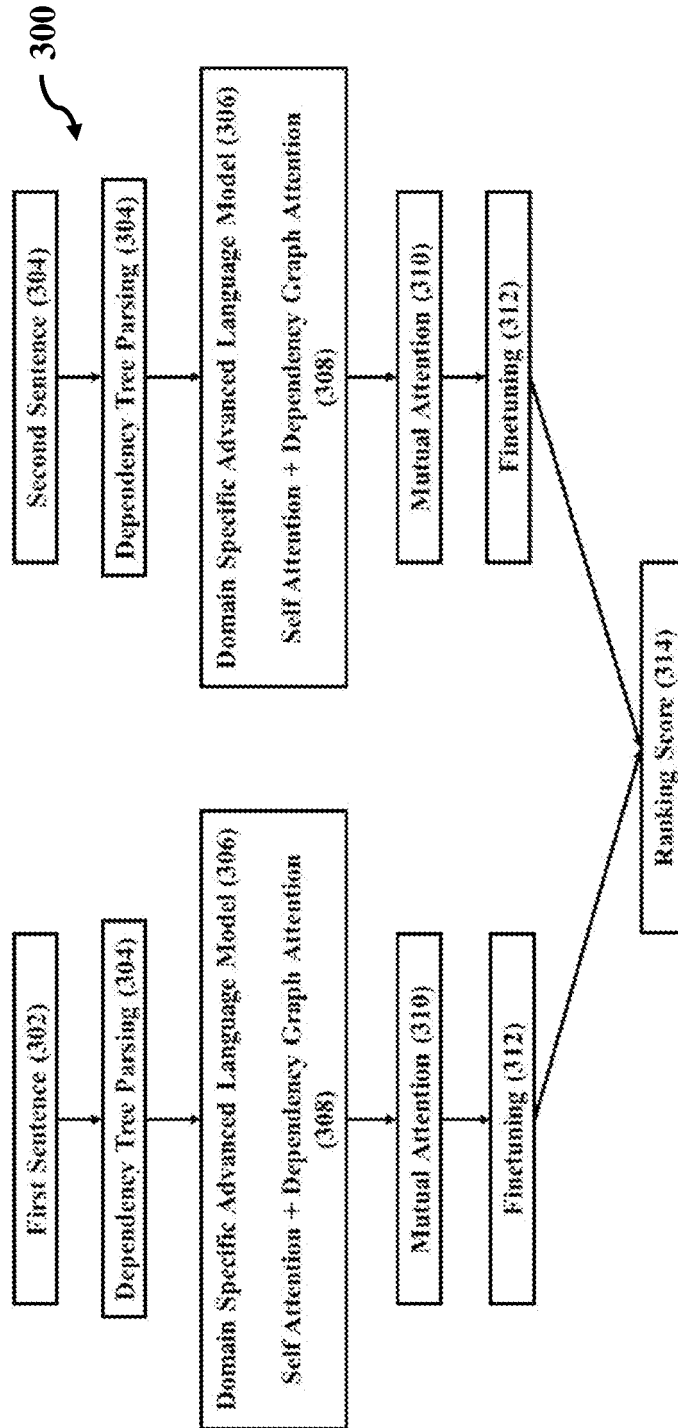 300
First Sentence (302)
Dependency Tree Parsing (304)
Domain Specific Advanced Language Model (306)
Self Attention + Dependency Graph Attention
(308)
Mutual Attention (310)
Finetuning (312)
Second Sentence (304)
Dependency Tree Parsing (304)
Domain Specific Advanced Language Model (306)
Self Attention + Dependency Graph Attention
(308)
Mutual Attention (310)
Finetuning (312)
Ranking Score (314)